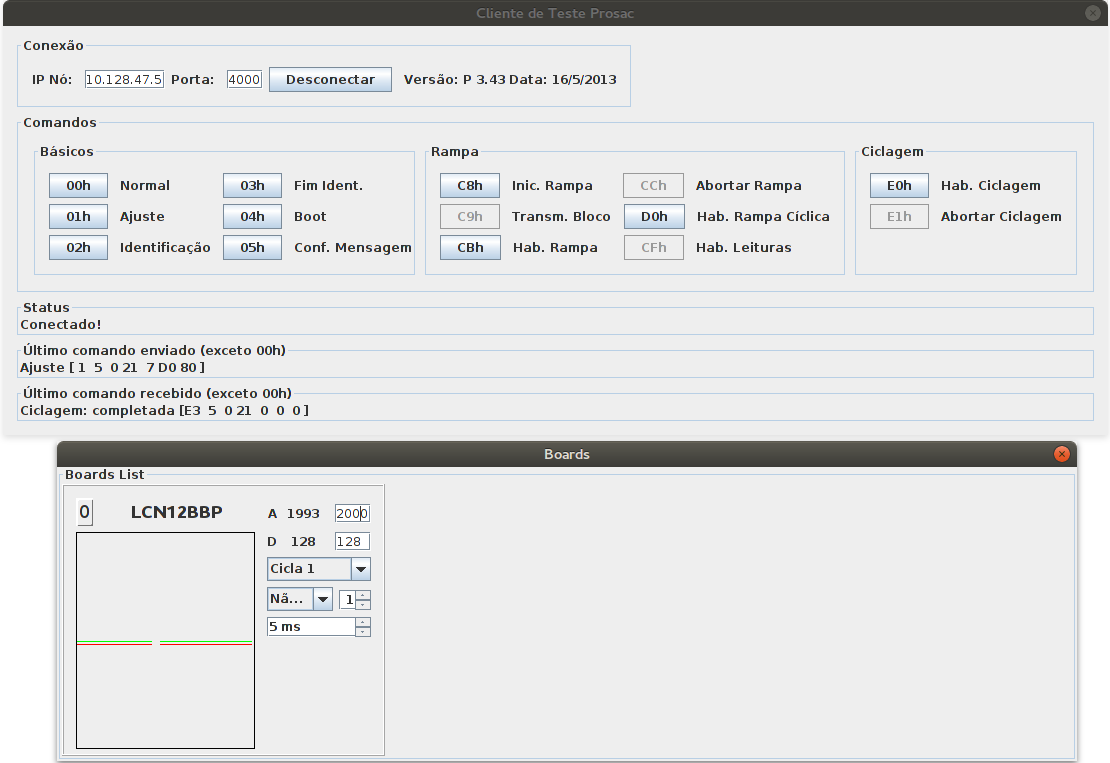 Cliente de Teste Prosac
Conexão
IP Nó: 10.128.47.5 Porta: 4000 Desconectar Versão: P 3.43 Data: 16/5/2013
Comandos
Básicos
00h Normal 03h Fim Ident.
01h Ajuste 04h Boot
02h Identificação 05h Conf. Mensagem
Rampa
C8h Inic. Rampa CCh Abortar Rampa
C9h Transm. Bloco D0h Hab. Rampa Cíclica
CBh Hab. Rampa CFh Hab. Leituras
Ciclagem
E0h Hab. Ciclagem
E1h Abortar Ciclagem
Status
Conectado!
Último comando enviado (exceto 00h)
Ajuste [ 1 5 0 21 7 D0 80 ]
Último comando recebido (exceto 00h)
Ciclagem: completada [E3 5 0 21 0 0 0 ]
Boards
Boards List
0 LCN12BBP
A 1993 2000
D 128 128
Cicla 1
Nã... 1
5 ms